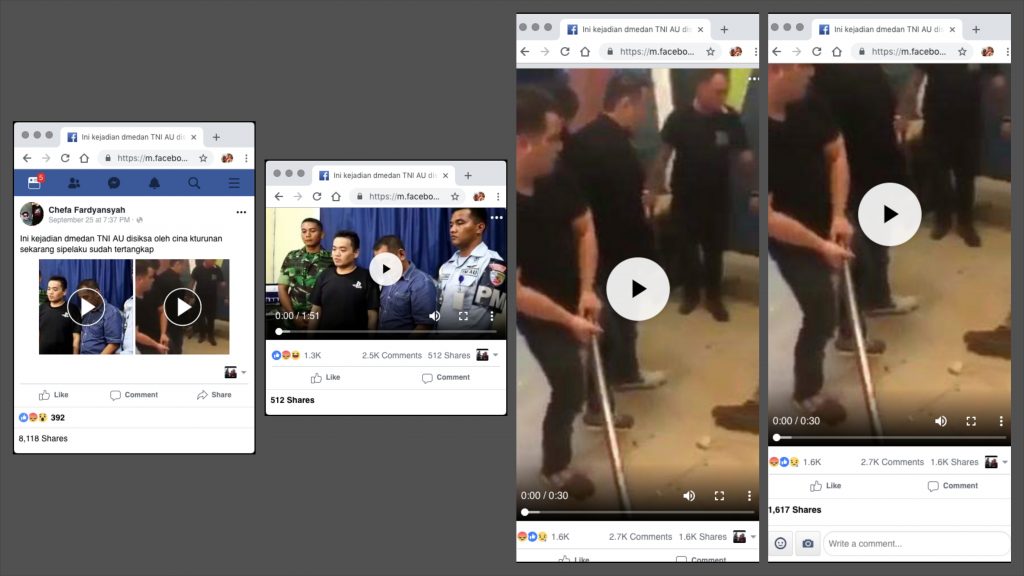 Ini kejadian dmedan TNI AU dis
https://m.facebo...
5
Chefa Fardyansyah
September 25 at 7:37 PM
Ini kejadian dmedan TNI AU disiksa oleh cina kturunan
sekarang sipelaku sudah tertangkap
Like Comment Share
392
8,118 Shares
Ini kejadian dmedan TNI AU dis
https://m.facebo...
TNI AU
PM
0:00 / 1:51
1.3K 2.5K Comments 512 Shares
Like Comment
512 Shares
Ini kejadian dmedan TNI AU dis
https://m.facebo...
0:00 / 0:30
1.6K 2.7K Comments 1.6K Shares
Like Comment
Ini kejadian dmedan TNI AU dis
https://m.facebo...
0:00 / 0:30
1.6K 2.7K Comments 1.6K Shares
Like Comment
1,617 Shares
Write a comment...